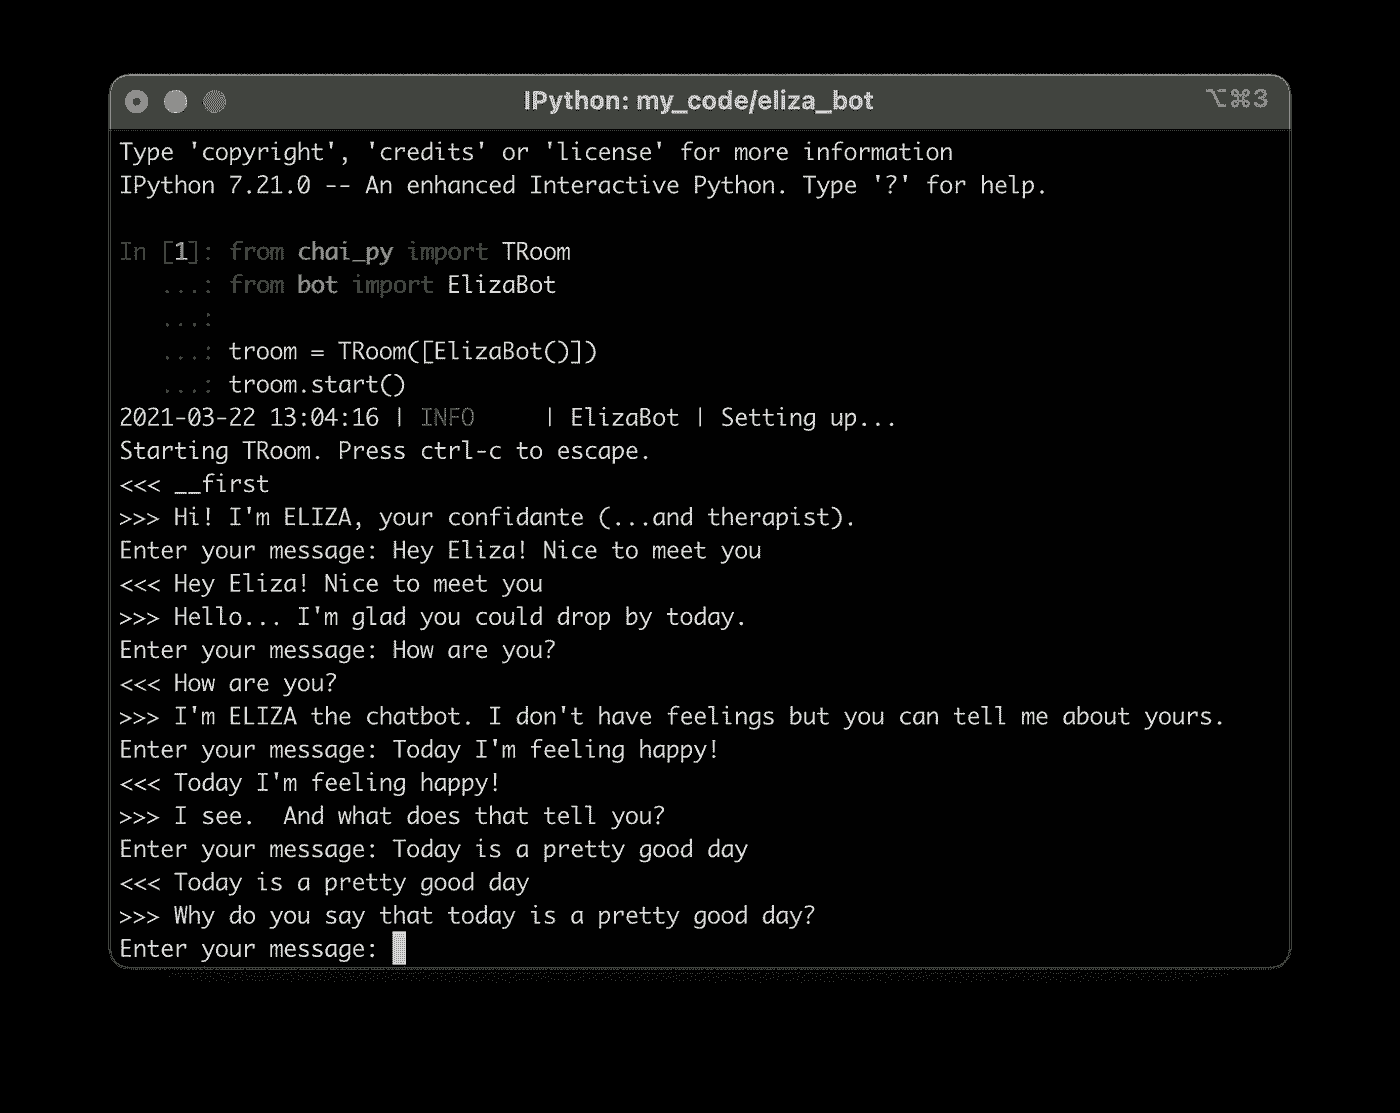 IPython: my_code/eliza_bot ⌥⌘3
Type 'copyright', 'credits' or 'license' for more information
IPython 7.21.0 -- An enhanced Interactive Python. Type '?' for help.
In [1]: from chai_py import TRoom
...: from bot import ElizaBot
...:
...: troom = TRoom([ElizaBot()])
...: troom.start()
2021-03-22 13:04:16 | INFO     | ElizaBot | Setting up...
Starting TRoom. Press ctrl-c to escape.
<<< __first
>>> Hi! I'm ELIZA, your confidante (...and therapist).
Enter your message: Hey Eliza! Nice to meet you
<<< Hey Eliza! Nice to meet you
>>> Hello... I'm glad you could drop by today.
Enter your message: How are you?
<<< How are you?
>>> I'm ELIZA the chatbot. I don't have feelings but you can tell me about yours.
Enter your message: Today I'm feeling happy!
<<< Today I'm feeling happy!
>>> I see.  And what does that tell you?
Enter your message: Today is a pretty good day
<<< Today is a pretty good day
>>> Why do you say that today is a pretty good day?
Enter your message: